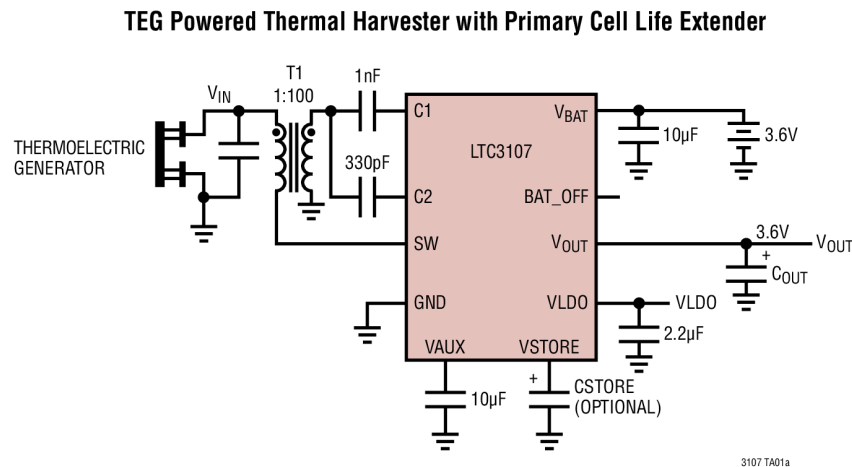 TEG Powered Thermal Harvester with Primary Cell Life Extender
THERMOELECTRIC
GENERATOR
VIN
T1
1:100
1nF
330pF
C1
C2
SW
GND
VAUX
VSTORE
LTC3107
VBAT
BAT_OFF
VOUT
VLDO
10µF
3.6V
3.6V
VOUT
+
COUT
VLDO
2.2µF
10µF
+
CSTORE
(OPTIONAL)
3107 TA01a